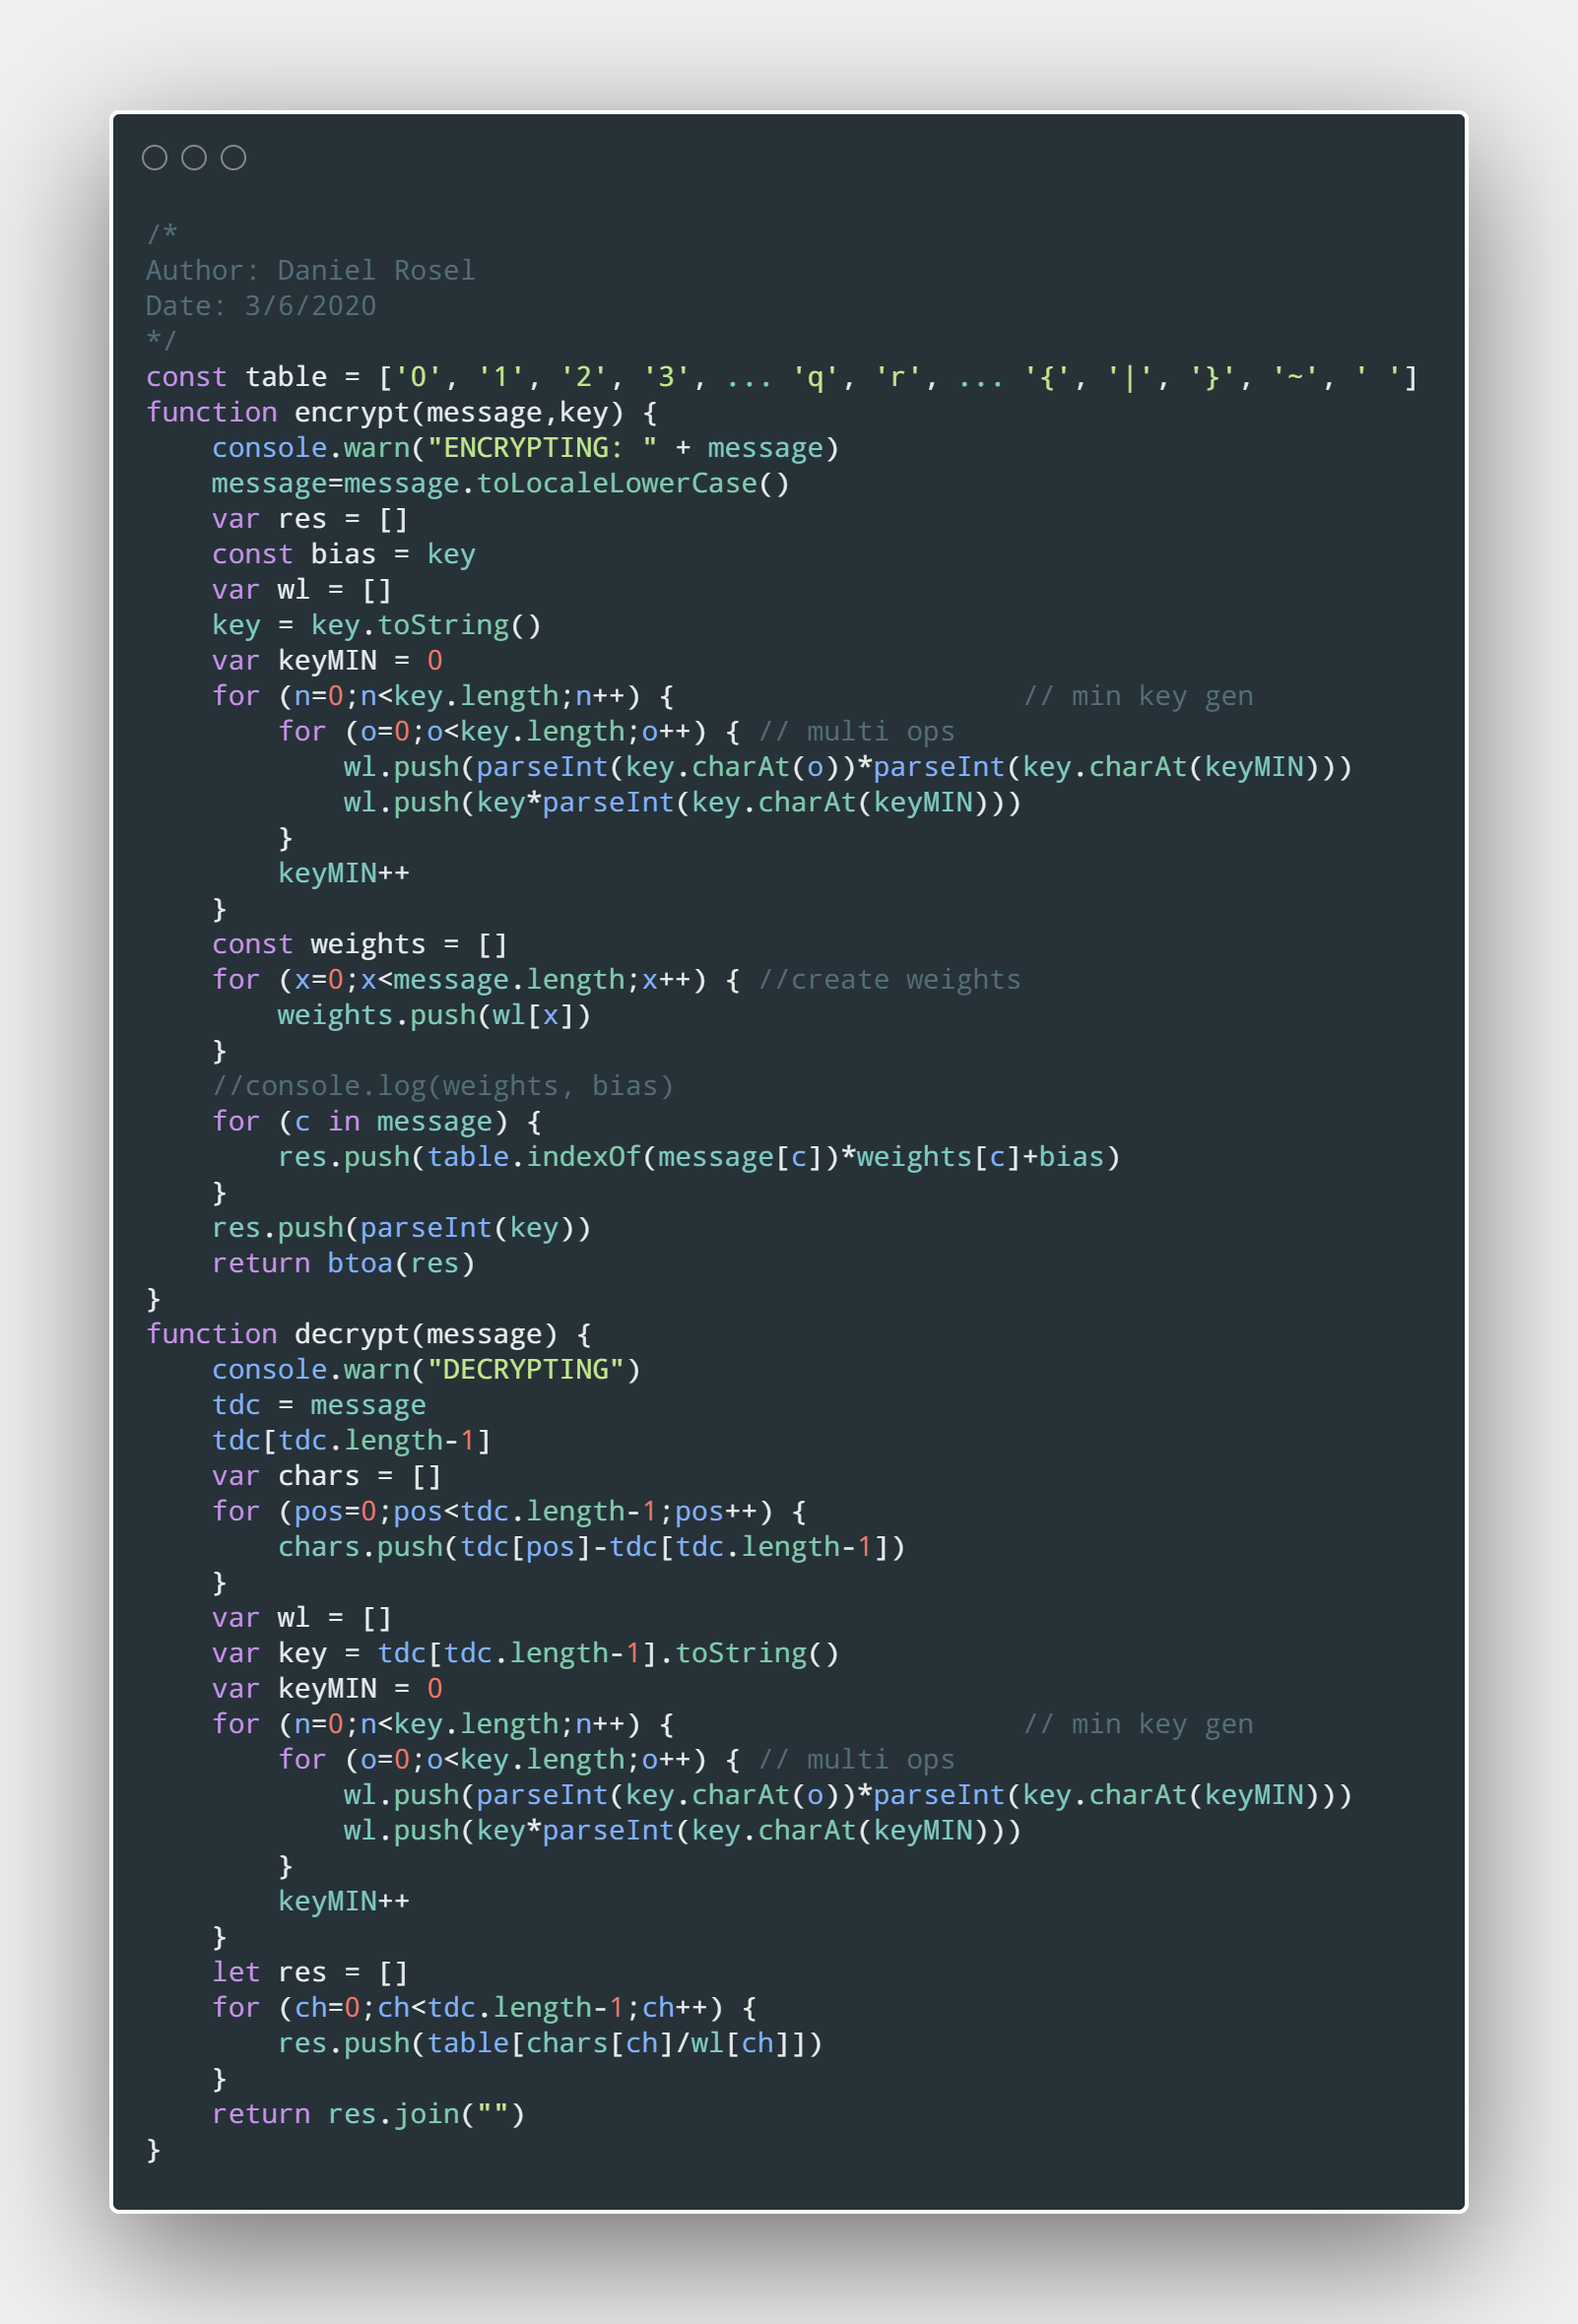 /*
Author: Daniel Rosel
Date: 3/6/2020
*/
const table = ['0', '1', '2', '3', ... 'q', 'r', ... '{', '|', '}', '~', ' ']
function encrypt(message,key) {
    console.warn("ENCRYPTING: " + message)
    message=message.toLocaleLowerCase()
    var res = []
    const bias = key
    var wl = []
    key = key.toString()
    var keyMIN = 0
    for (n=0;n<key.length;n++) {                     // min key gen
        for (o=0;o<key.length;o++) { // multi ops
            wl.push(parseInt(key.charAt(o))*parseInt(key.charAt(keyMIN)))
            wl.push(key*parseInt(key.charAt(keyMIN)))
        }
        keyMIN++
    }
    const weights = []
    for (x=0;x<message.length;x++) { //create weights
        weights.push(wl[x])
    }
    //console.log(weights, bias)
    for (c in message) {
        res.push(table.indexOf(message[c])*weights[c]+bias)
    }
    res.push(parseInt(key))
    return btoa(res)
}
function decrypt(message) {
    console.warn("DECRYPTING")
    tdc = message
    tdc[tdc.length-1]
    var chars = []
    for (pos=0;pos<tdc.length-1;pos++) {
        chars.push(tdc[pos]-tdc[tdc.length-1])
    }
    var wl = []
    var key = tdc[tdc.length-1].toString()
    var keyMIN = 0
    for (n=0;n<key.length;n++) {                     // min key gen
        for (o=0;o<key.length;o++) { // multi ops
            wl.push(parseInt(key.charAt(o))*parseInt(key.charAt(keyMIN)))
            wl.push(key*parseInt(key.charAt(keyMIN)))
        }
        keyMIN++
    }
    let res = []
    for (ch=0;ch<tdc.length-1;ch++) {
        res.push(table[chars[ch]/wl[ch]])
    }
    return res.join("")
}